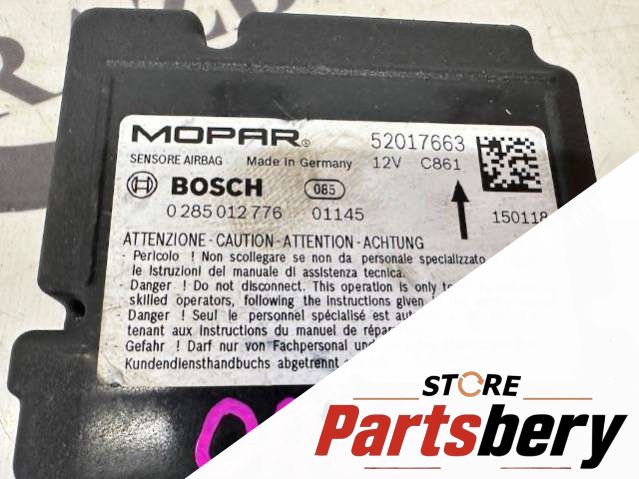 MOPAR® 52017663
SENSORE AIRBAG Made in Germany 12V C861
BOSCH 085
0 285 012 776 01145 150118
ATTENZIONE - CAUTION - ATTENTION - ACHTUNG
- Pericolo ! Non scollegare se non da personale specializzato
le istruzioni del manuale di assistenza tecnica.
- Danger ! Do not disconnect. This operation is only
skilled operators, following the instructions given
- Danger ! Seul le personnel spécialisé est
tenant aux instructions du manuel de
- Gefahr ! Darf nur von Fachpersonal
Kundendiensthandbuchs abgetrennt
STORE
Partsbery